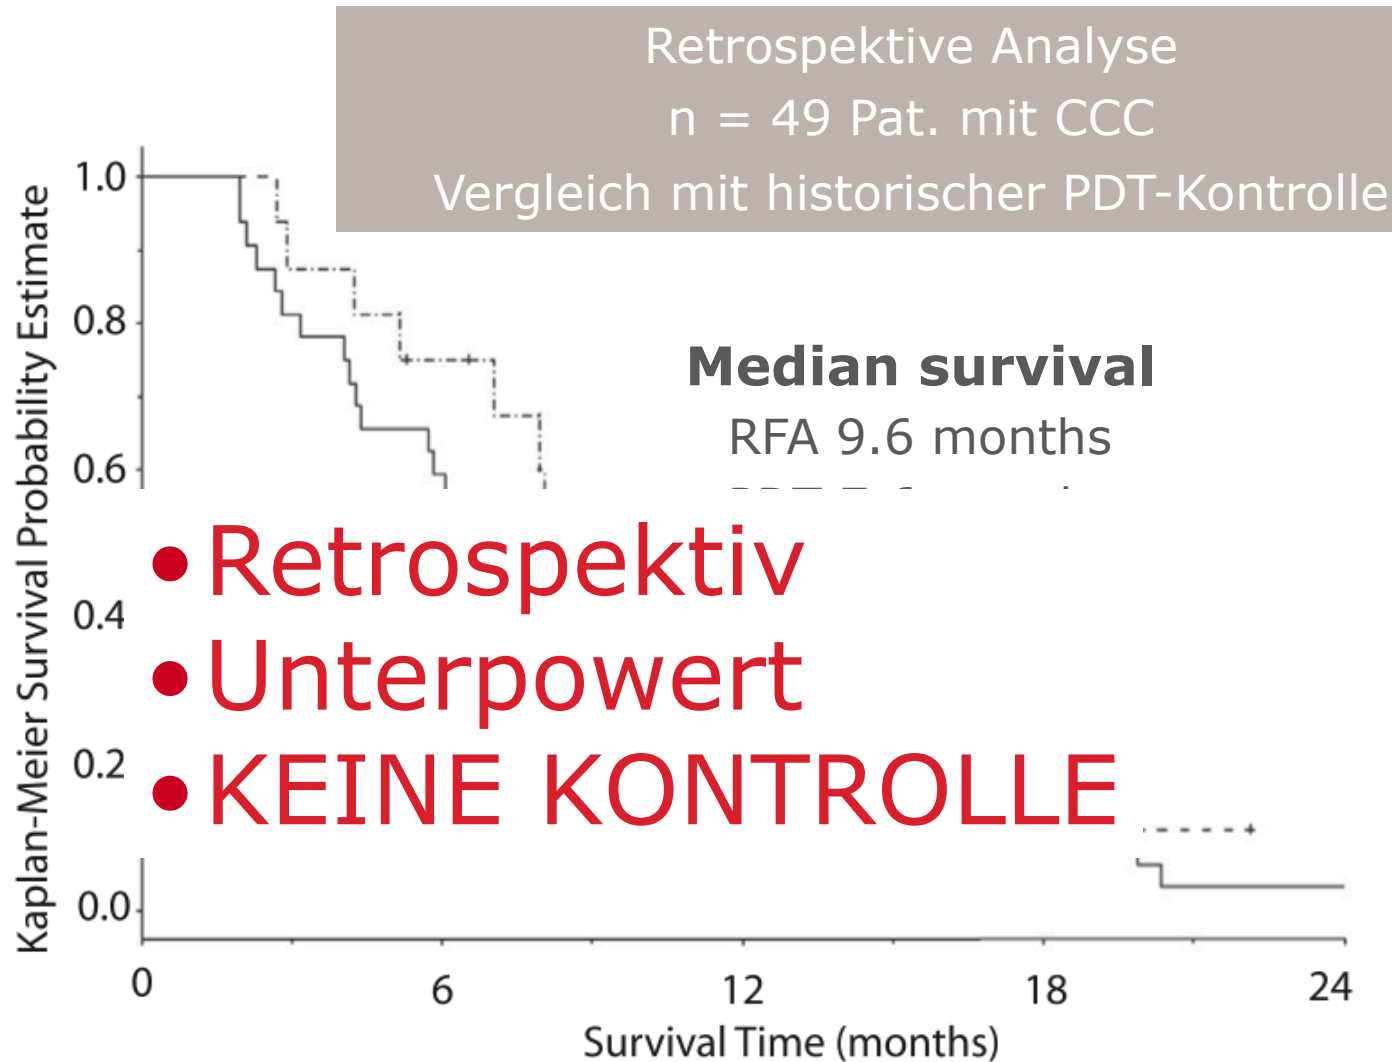 Retrospektive Analyse
n = 49 Pat. mit CCC
Vergleich mit historischer PDT-Kontrolle
Kaplan-Meier Survival Probability Estimate
1.0
0.8
0.6
0.4
0.2
0.0
Median survival
RFA 9.6 months
• Retrospektiv
• Unterpowert
• KEINE KONTROLLE
0 6 12 18 24
Survival Time (months)